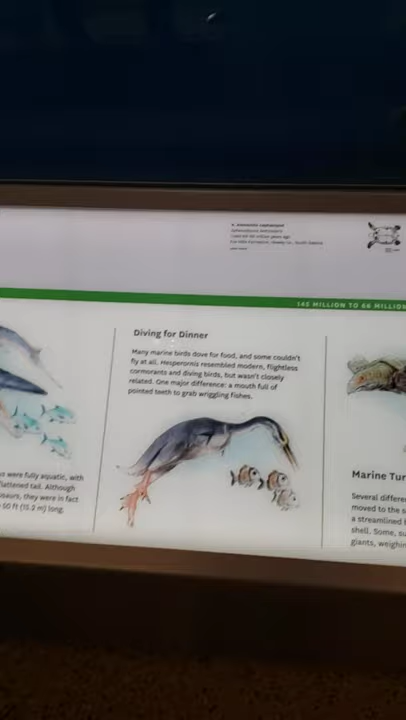 145 MILLION TO 66 MILLION
Diving for Dinner
Many marine birds dove for food, and some couldn't
fly at all. Hesperornis resembled modern, flightless
cormorants and diving birds, but wasn't closely
related. One major difference: a mouth full of
pointed teeth to grab wriggling fishes.
s were fully aquatic, with
flattened tail. Although
saurs, they were in fact
50 ft (15.2 m) long.
Marine Tur
Several differe
moved to the s
a streamlined
shell. Some, su
giants, weighin